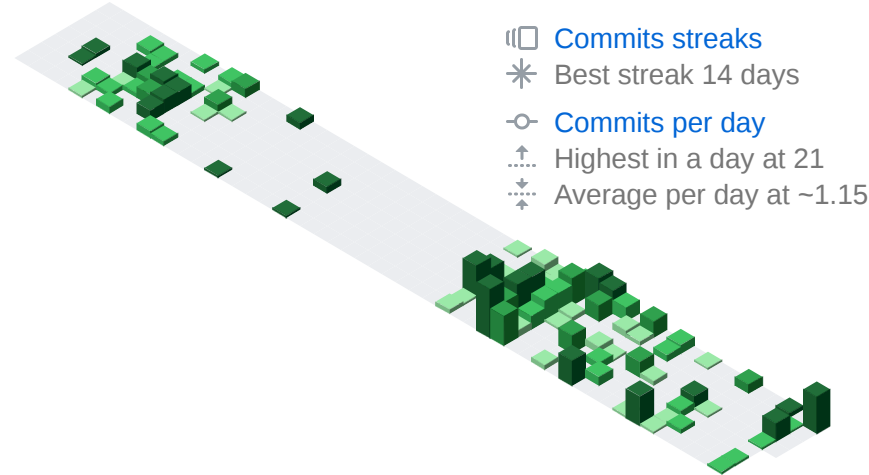 Commits streaks
Best streak 14 days
Commits per day
Highest in a day at 21
Average per day at ~1.15